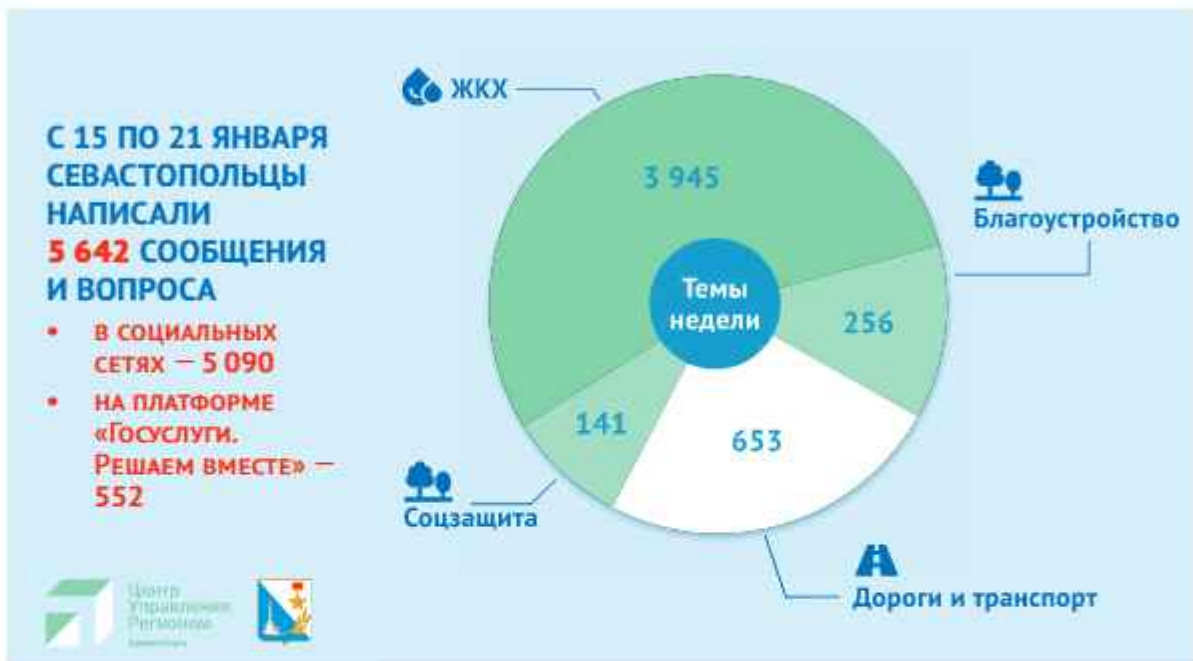 С 15 ПО 21 ЯНВАРЯ
СЕВАСТОПОЛЬЦЫ
НАПИСАЛИ
5 642 СООБЩЕНИЯ
И ВОПРОСА
• В СОЦИАЛЬНЫХ
СЕТЯХ — 5 090
• НА ПЛАТФОРМЕ
«ГОСУСЛУГИ.
РЕШАЕМ ВМЕСТЕ» —
552
ЖКХ
3 945
Благоустройство
256
Темы
недели
141
653
Соцзащита
Дороги и транспорт
Центр
Управления
Регионом